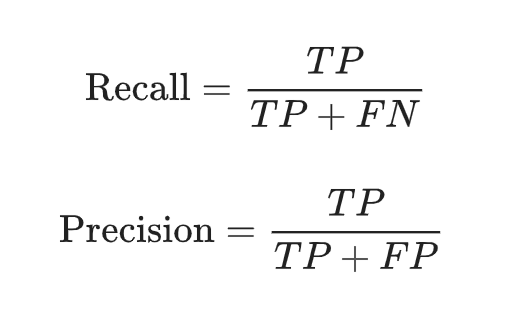 Recall = TP / TP + FN
Precision = TP / TP + FP